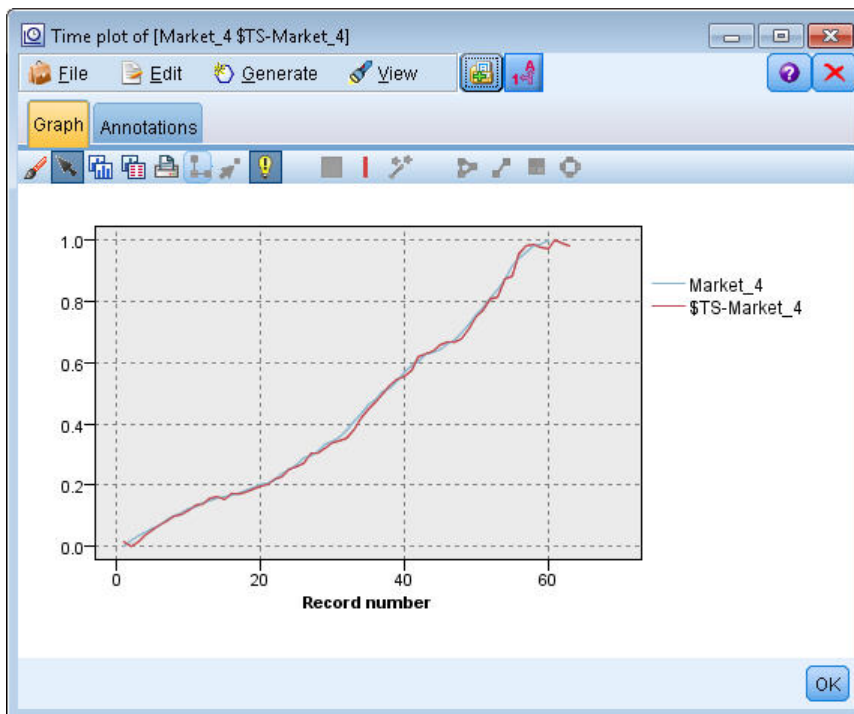 Time plot of [Market_4 $TS-Market_4]
File Edit Generate View
Graph Annotations
1.0
0.8
0.6
0.4
0.2
0.0
0 20 40 60
Record number
Market_4
$TS-Market_4
OK